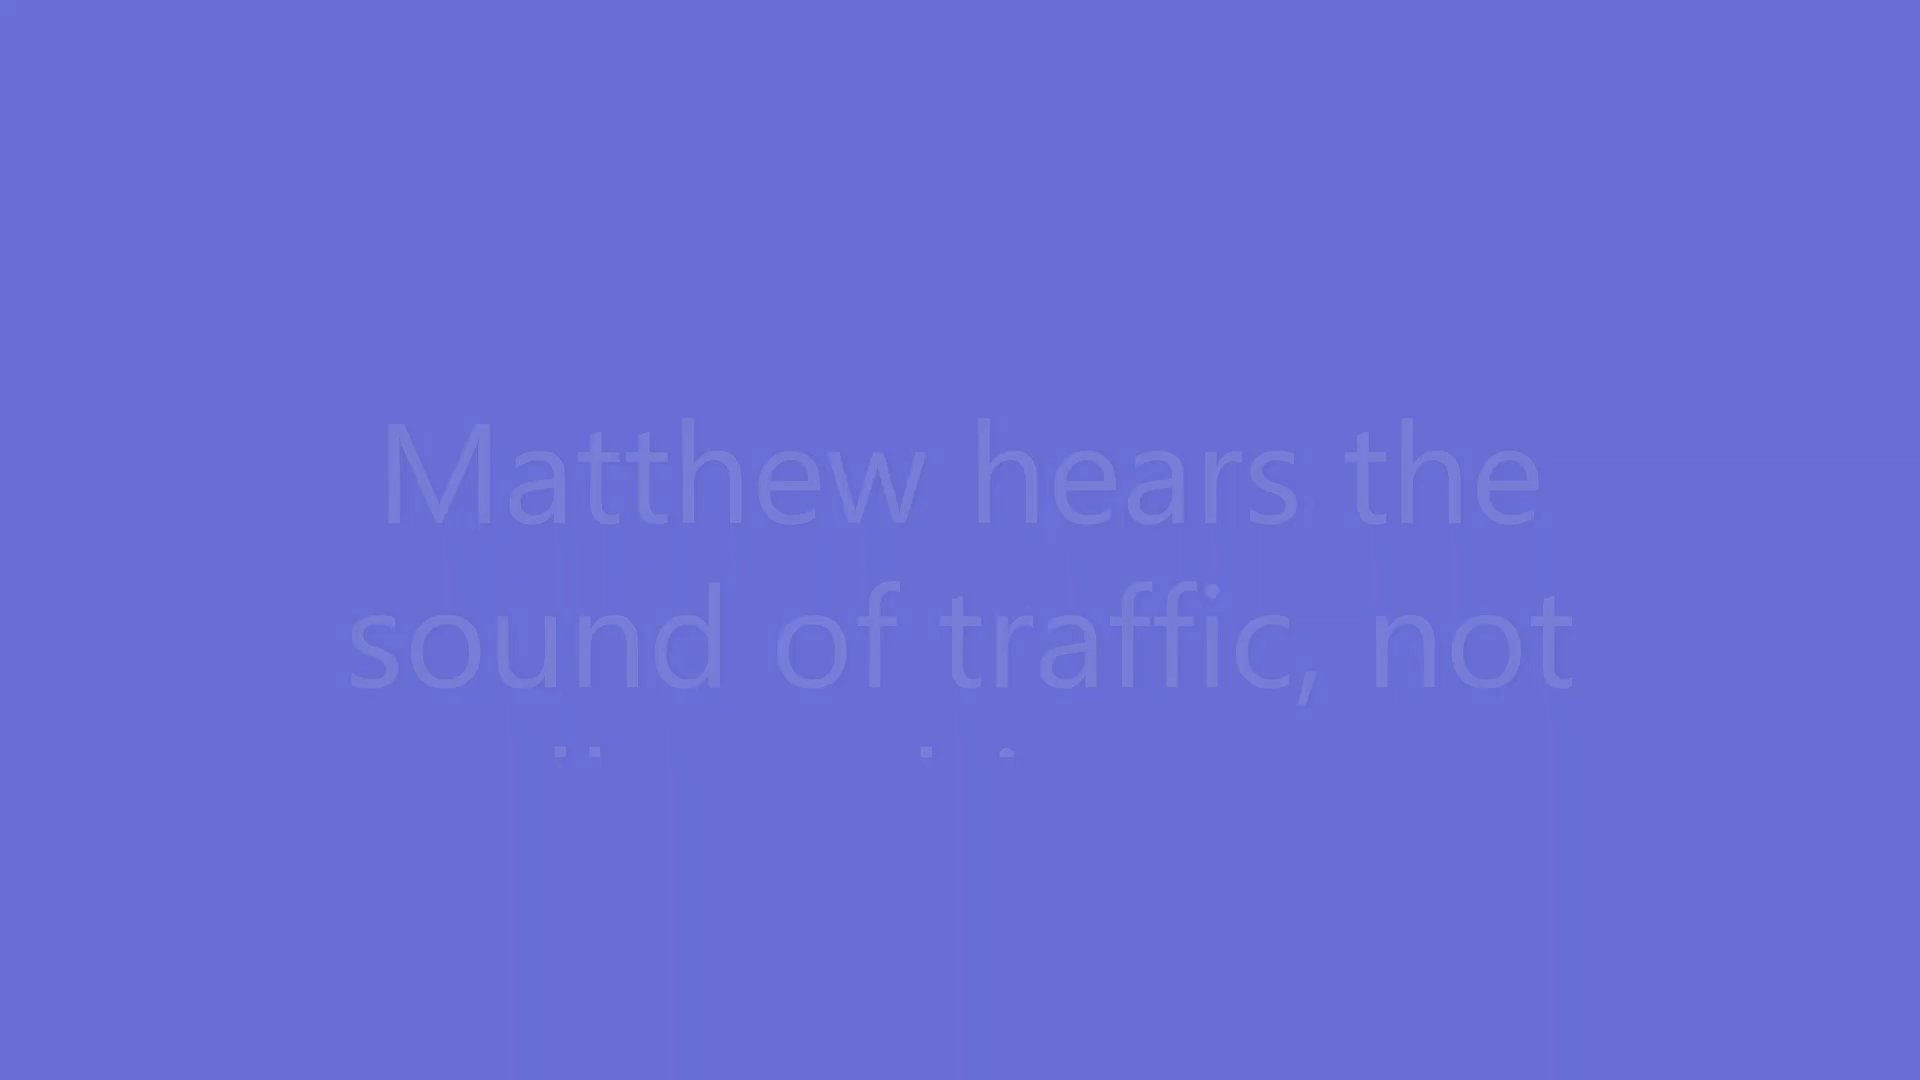 Matthew hears the
sound of traffic, not